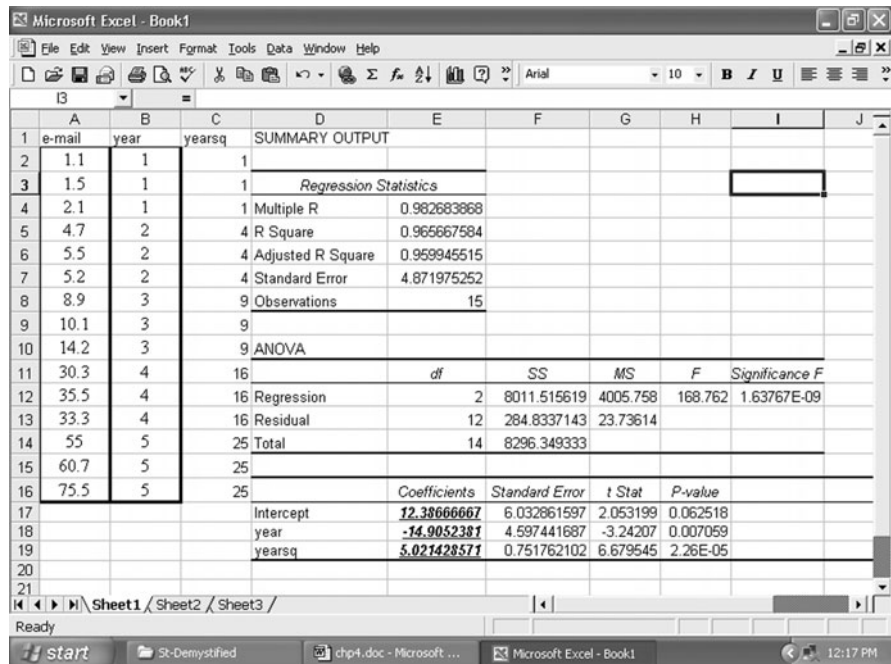 Microsoft Excel - Book1
File Edit View Insert Format Tools Data Window Help
Arial 10 B I U
I3 =
A B C D E F G H I J
1 e-mail year yearsq SUMMARY OUTPUT
2 1.1 1 1
3 1.5 1 1 Regression Statistics
4 2.1 1 1 Multiple R 0.982683868
5 4.7 2 4 R Square 0.965667584
6 5.5 2 4 Adjusted R Square 0.959945515
7 5.2 2 4 Standard Error 4.871975252
8 8.9 3 9 Observations 15
9 10.1 3 9
10 14.2 3 9 ANOVA
11 30.3 4 16 df SS MS F Significance F
12 35.5 4 16 Regression 2 8011.515619 4005.758 168.762 1.63767E-09
13 33.3 4 16 Residual 12 284.8337143 23.73614
14 55 5 25 Total 14 8296.349333
15 60.7 5 25
16 75.5 5 25 Coefficients Standard Error t Stat P-value
17 Intercept 12.38666667 6.032861597 2.053199 0.062518
18 year -14.9052381 4.597441687 -3.24207 0.007059
19 yearsq 5.021428571 0.751762102 6.679545 2.26E-05
20
21
Sheet1 / Sheet2 / Sheet3 /
Ready
start St-Demystified chp4.doc - Microsoft ... Microsoft Excel - Book1 12:17 PM